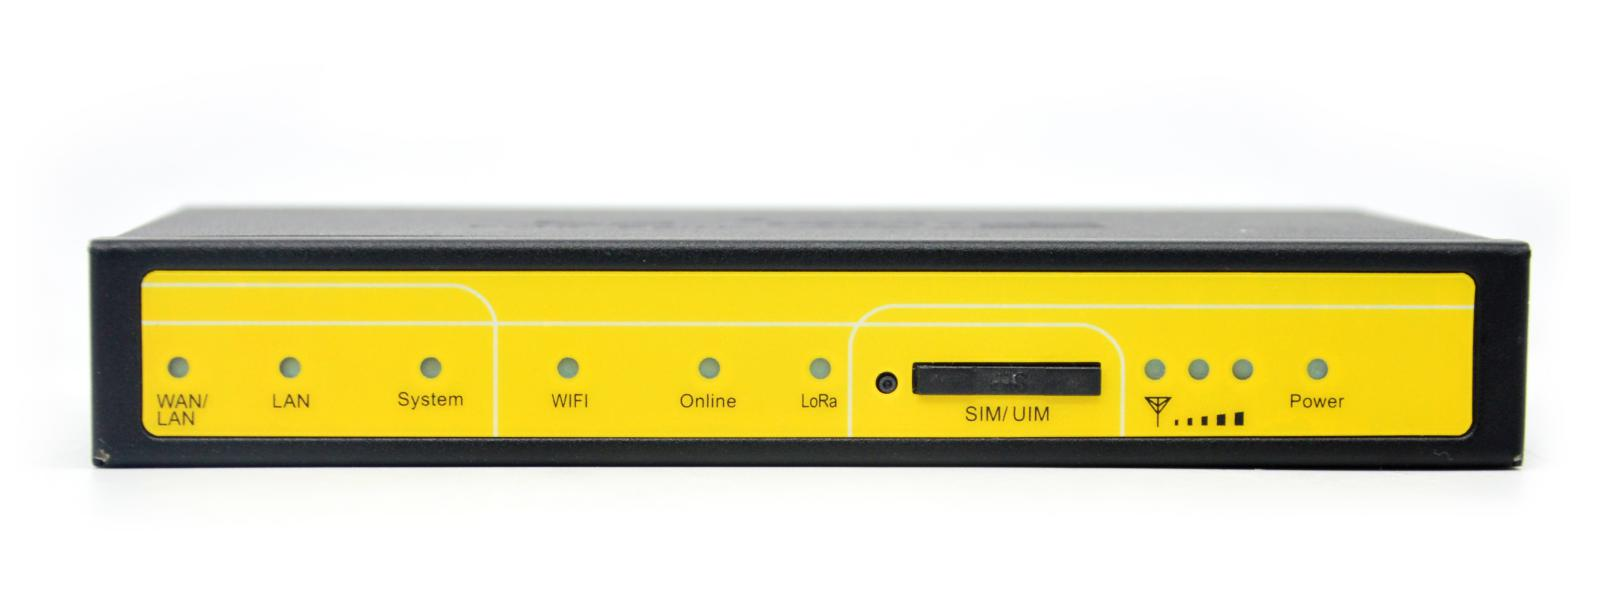 WAN/
LAN
LAN
System
WIFI
Online
LoRa
SIM/UIM
Power